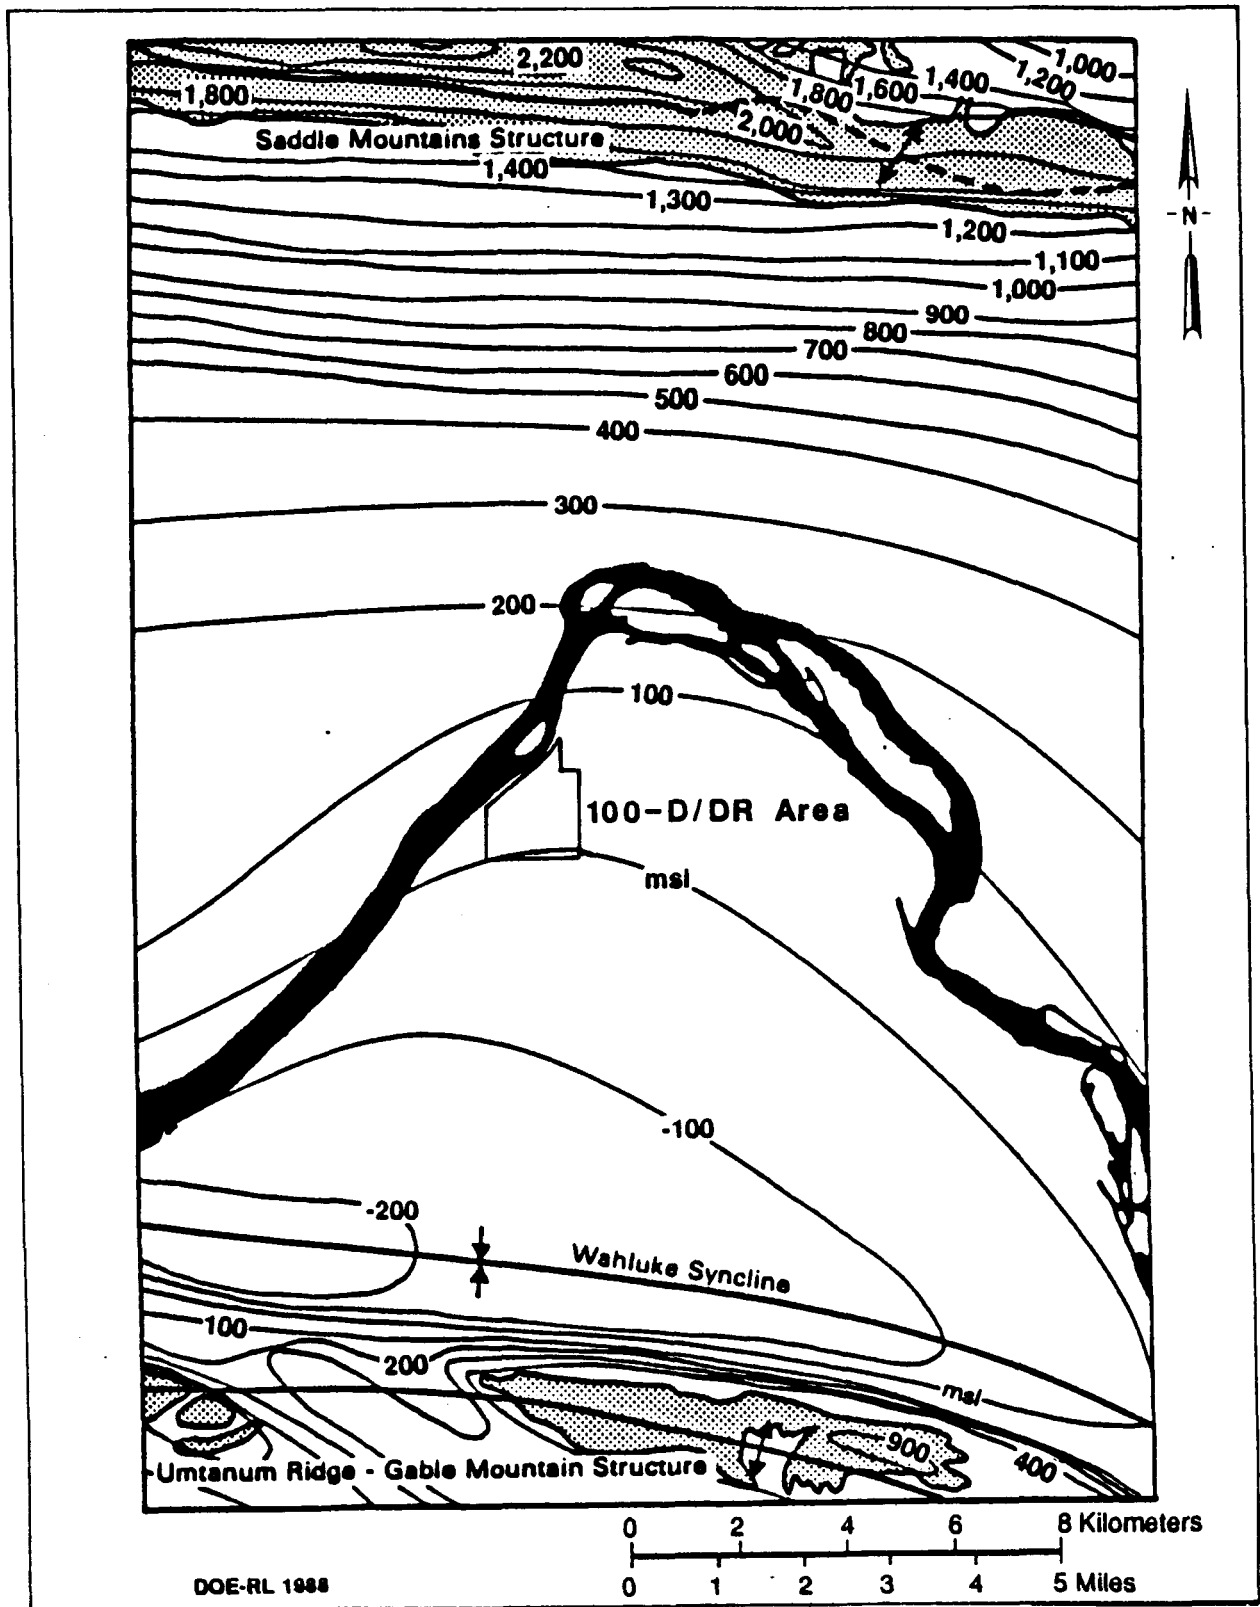 2,200
1,000
1,400
1,200
1,800
1,600
1,800
2,000
Saddle Mountains Structure
1,400
1,300
-N-
1,200
1,100
1,000
900
800
700
600
500
400
300
200
100
100-D/DR Area
msl
-100
-200
Wahluke Syncline
100
200
msl
900
400
Umtanum Ridge - Gable Mountain Structure
0 2 4 6 8 Kilometers
0 1 2 3 4 5 Miles
DOE-RL 1988